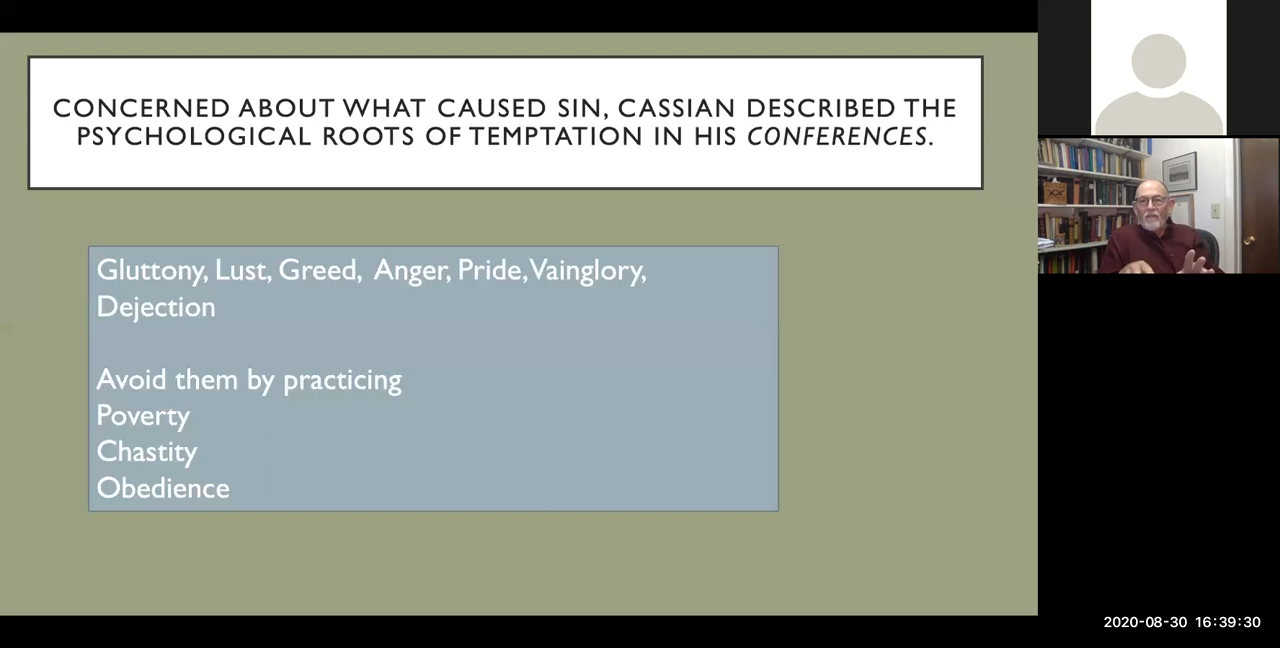 CONCERNED ABOUT WHAT CAUSED SIN, CASSIAN DESCRIBED THE
PSYCHOLOGICAL ROOTS OF TEMPTATION IN HIS CONFERENCES.
Gluttony, Lust, Greed,  Anger, Pride, Vainglory,
Dejection
Avoid them by practicing
Poverty
Chastity
Obedience
2020-08-30 16:39:30